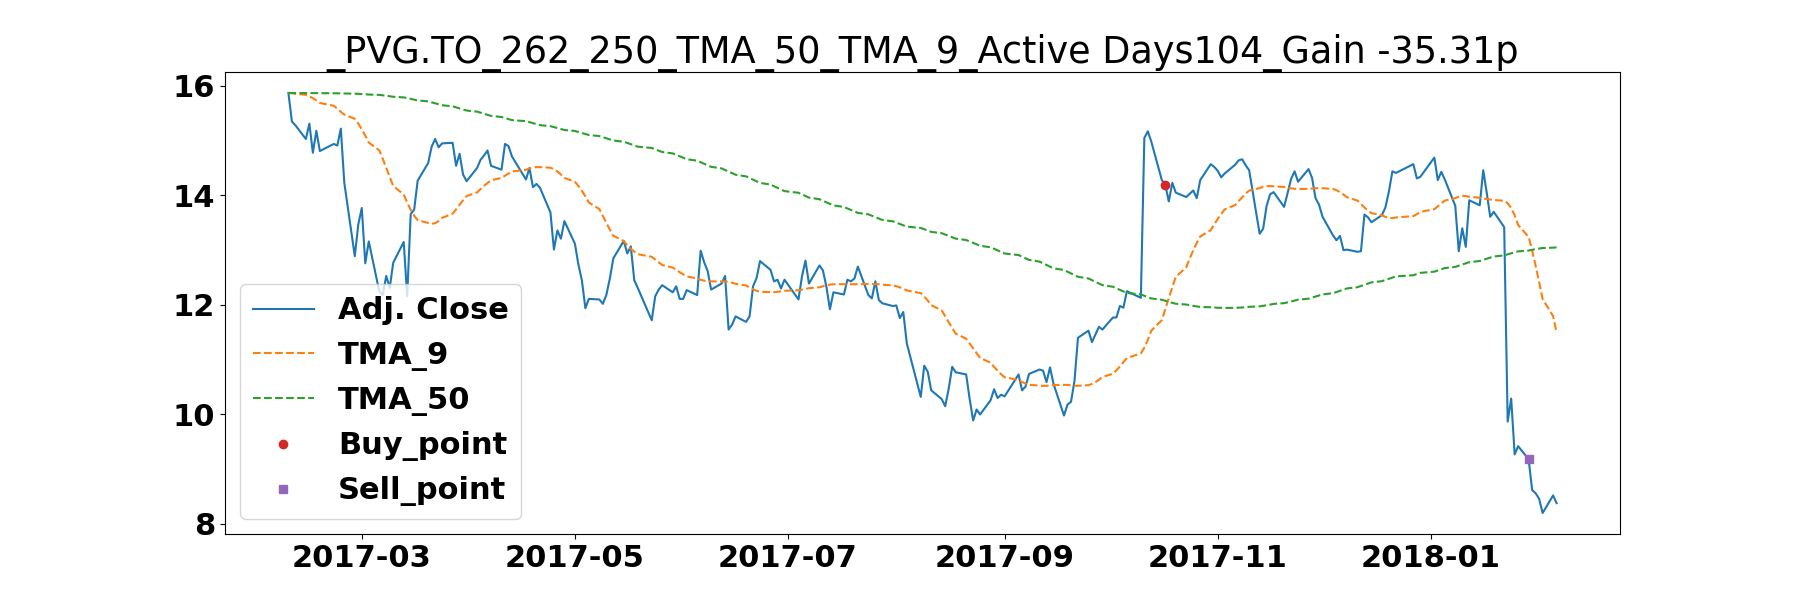 _PVG.TO_262_250_TMA_50_TMA_9_Active Days104_Gain -35.31p
16
14
12
10
8
Adj. Close
TMA_9
TMA_50
Buy_point
Sell_point
2017-03 2017-05 2017-07 2017-09 2017-11 2018-01